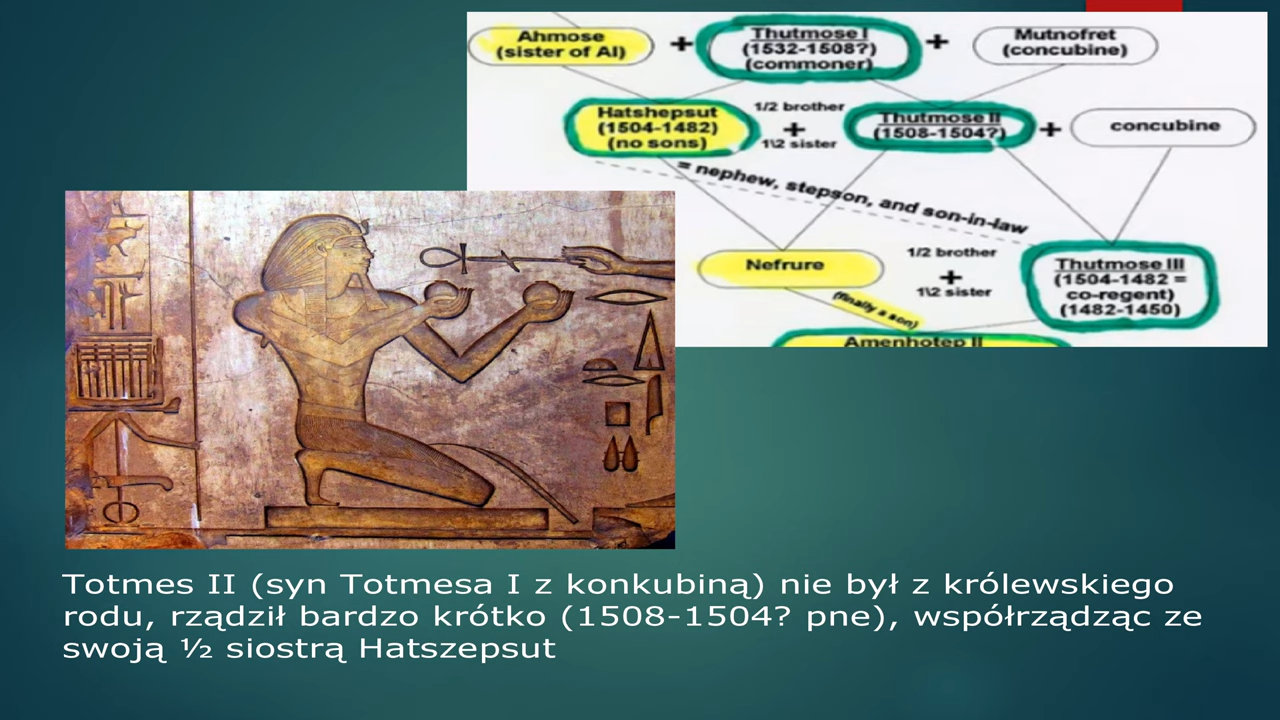 Ahmose
(sister of AI)
+
Thutmose I
(1532-1508?)
(commoner)
+
Mutnofret
(concubine)
Hatshepsut
(1504-1482)
(no sons)
1/2 brother
+
1\2 sister
Thutmose II
(1508-1504?)
+
concubine
= nephew, stepson, and son-in-law
Nefrure
1/2 brother
+
1\2 sister
Thutmose III
(1504-1482 =
co-regent)
(1482-1450)
(finally a son)
Amenhotep II
Totmes II (syn Totmesa I z konkubiną) nie był z królewskiego
rodu, rządził bardzo krótko (1508-1504? pne), współrządząc ze
swoją ½ siostrą Hatszepsut